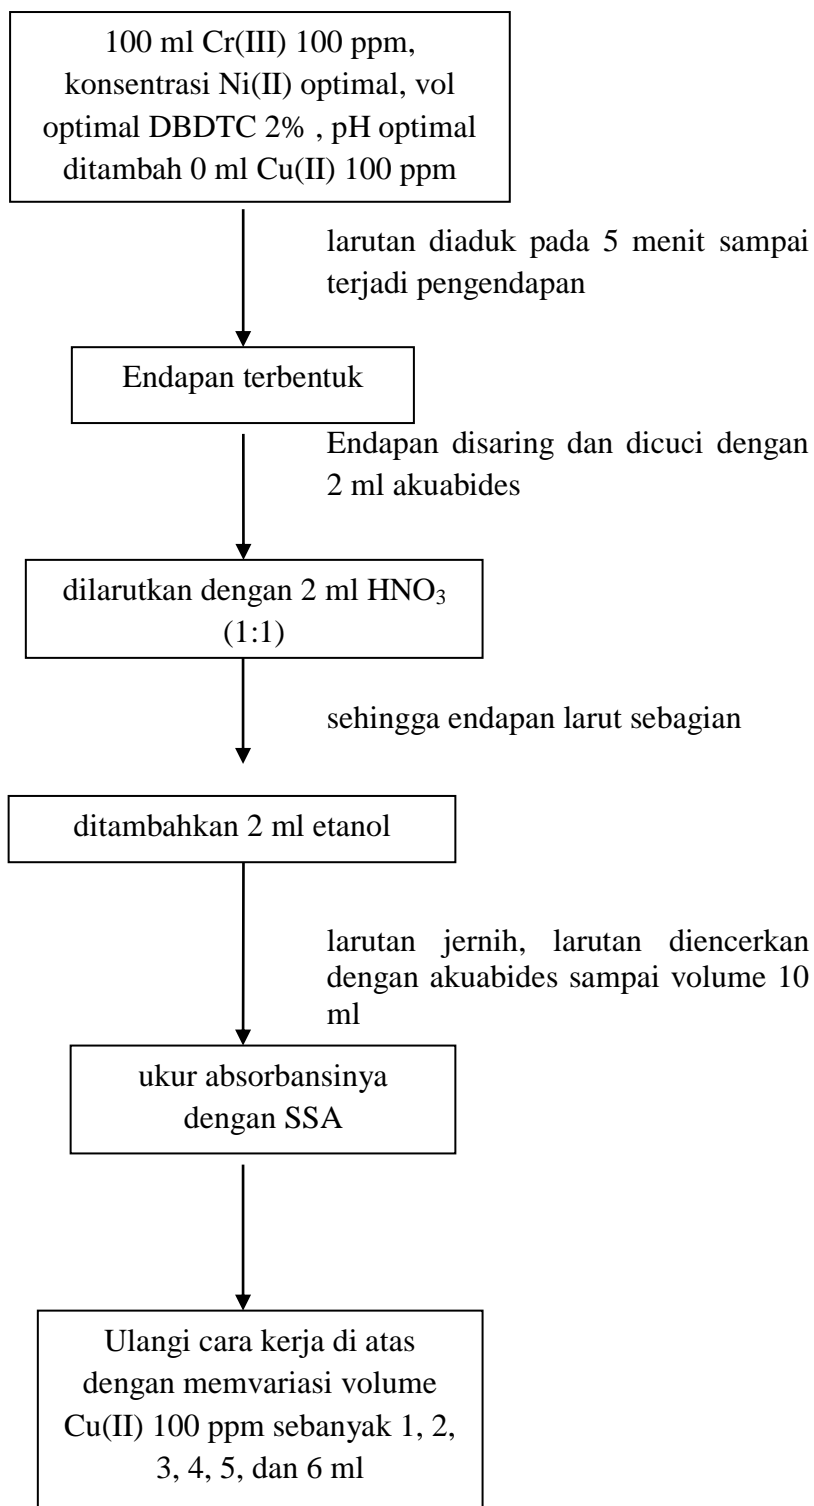 100 ml Cr(III) 100 ppm,
konsentrasi Ni(II) optimal, vol
optimal DBDTC 2% , pH optimal
ditambah 0 ml Cu(II) 100 ppm
larutan diaduk pada 5 menit sampai
terjadi pengendapan
Endapan terbentuk
Endapan disaring dan dicuci dengan
2 ml akuabides
dilarutkan dengan 2 ml HNO₃
(1:1)
sehingga endapan larut sebagian
ditambahkan 2 ml etanol
larutan jernih, larutan diencerkan
dengan akuabides sampai volume 10
ml
ukur absorbansinya
dengan SSA
Ulangi cara kerja di atas
dengan memvariasi volume
Cu(II) 100 ppm sebanyak 1, 2,
3, 4, 5, dan 6 ml